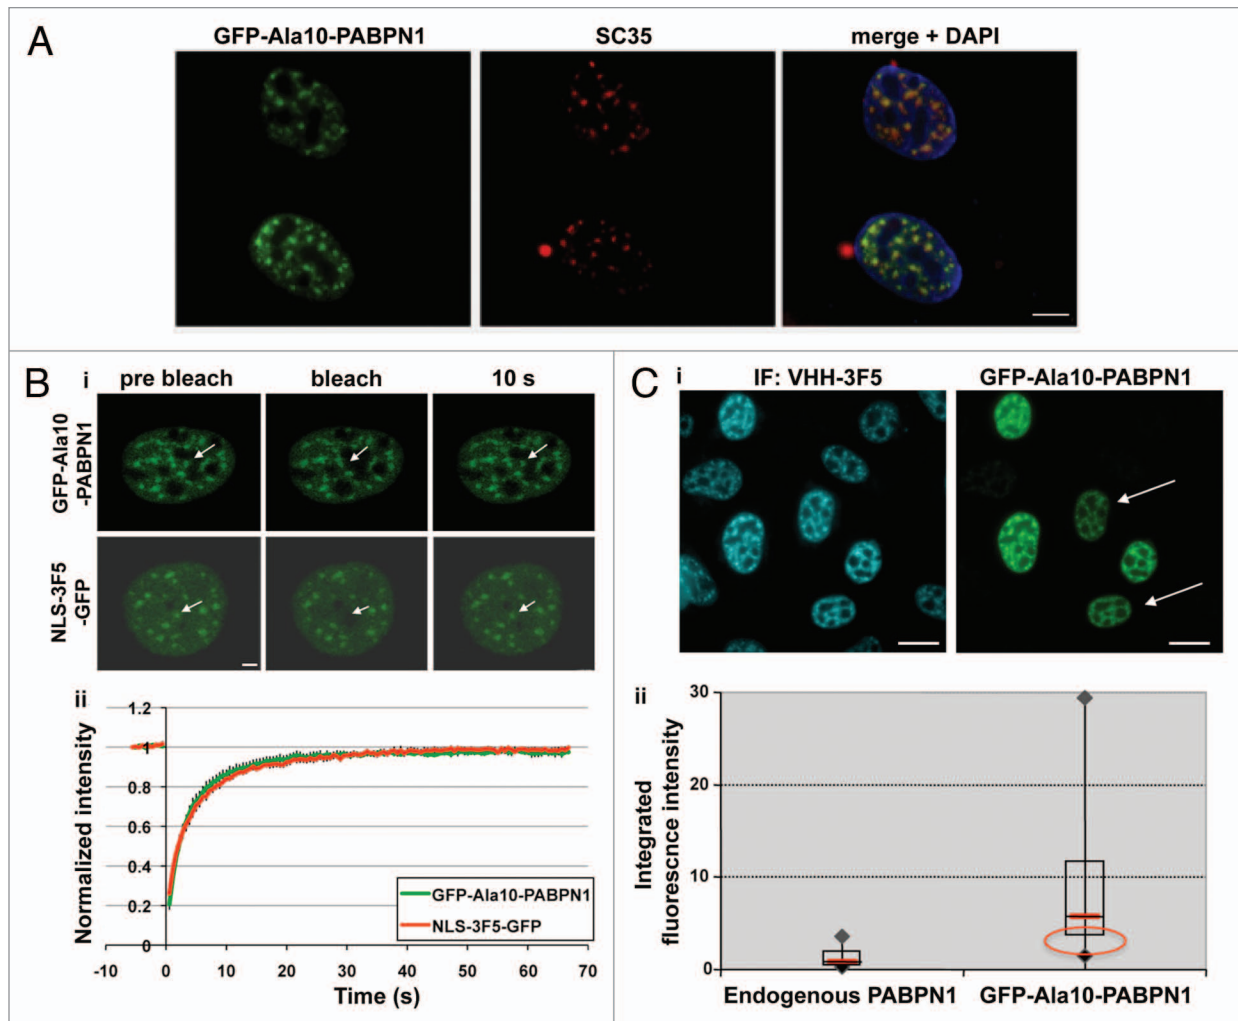 A
GFP-Ala10-PABPN1
SC35
merge + DAPI
B
i
pre bleach
bleach
10 s
GFP-Ala10
-PABPN1
NLS-3F5
-GFP
ii
Normalized intensity
1.2
1
0.8
0.6
0.4
0.2
0
-10
0
10
20
30
40
50
60
70
Time (s)
GFP-Ala10-PABPN1
NLS-3F5-GFP
C
i
IF: VHH-3F5
GFP-Ala10-PABPN1
ii
Integrated
fluorescnce intensity
30
20
10
0
Endogenous PABPN1
GFP-Ala10-PABPN1